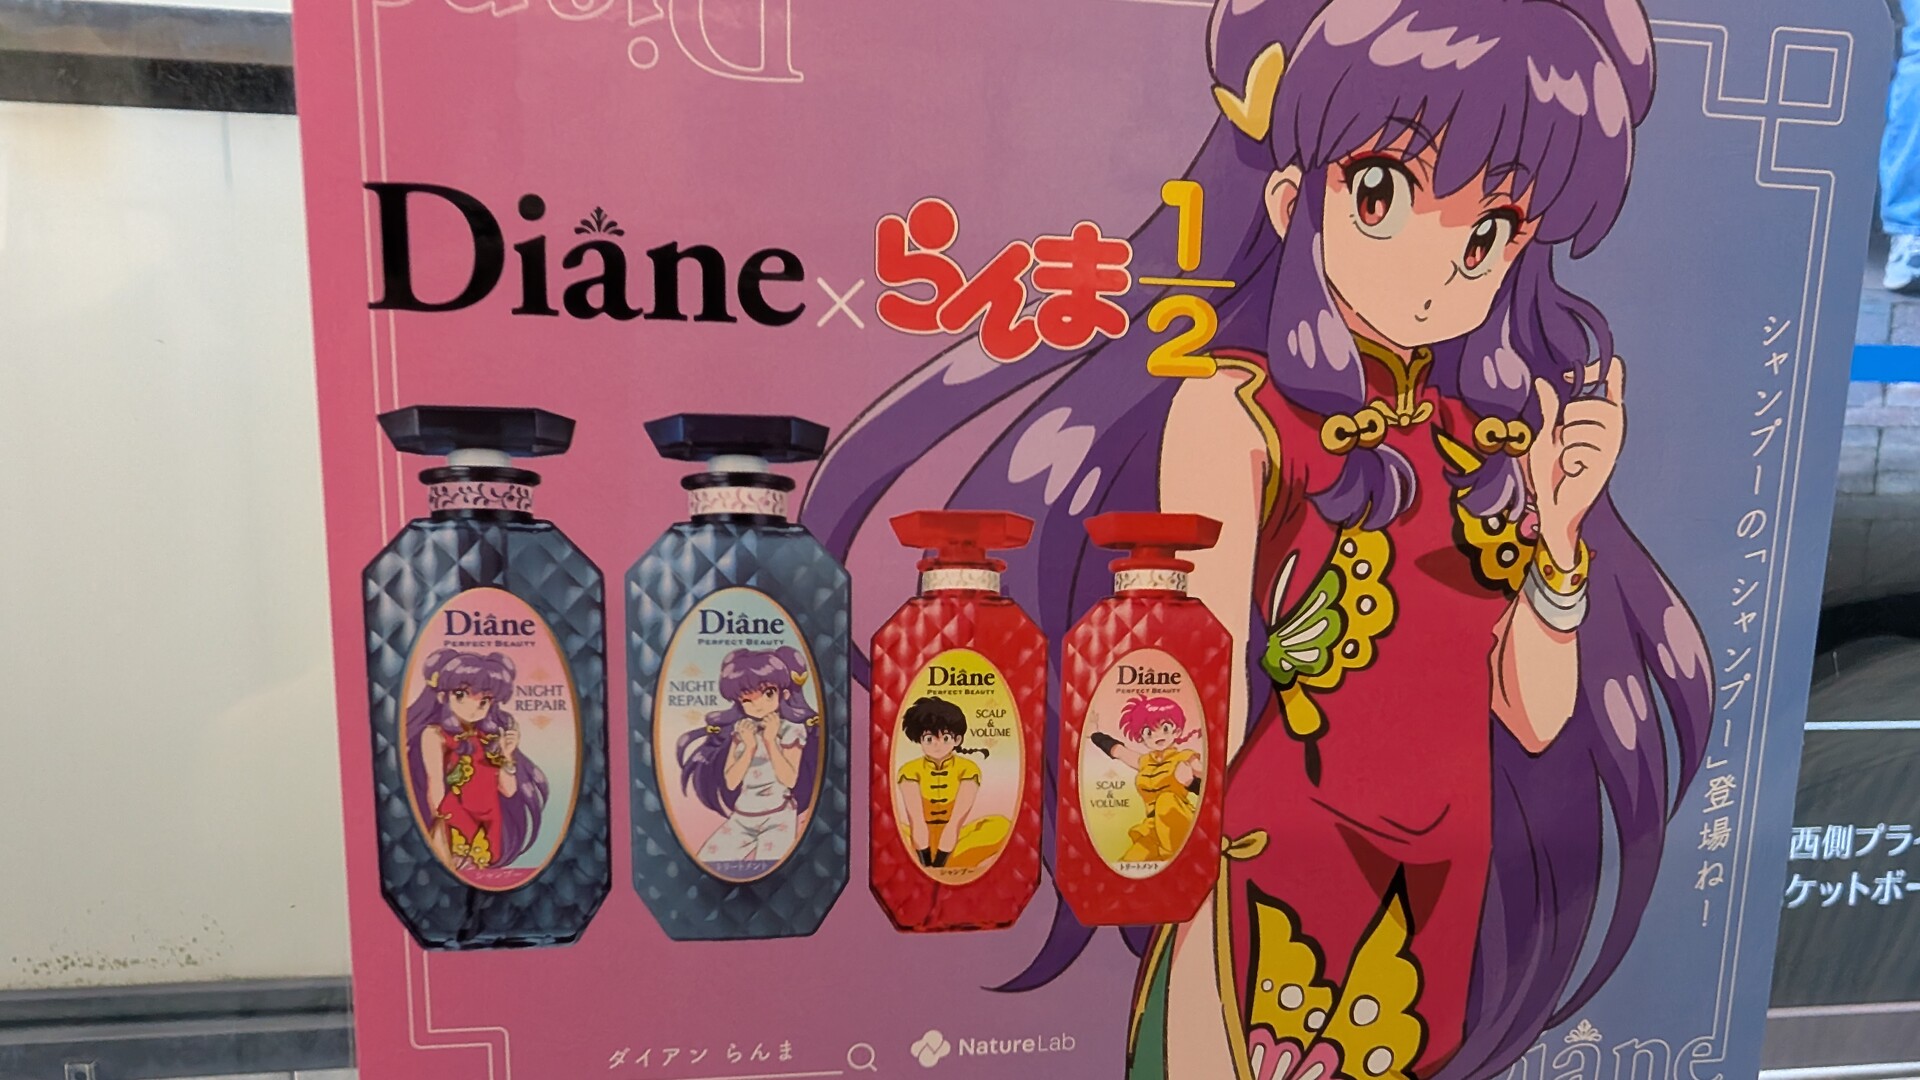 Diane
Diane × らんま 1/2
Diane
PERFECT BEAUTY
NIGHT
REPAIR
シャンプー
Diane
PERFECT BEAUTY
NIGHT
REPAIR
トリートメント
Diane
PERFECT BEAUTY
SCALP
&
VOLUME
シャンプー
Diane
PERFECT BEAUTY
SCALP
&
VOLUME
トリートメント
シャンプーの「シャンプー」登場ね!
ダイアン らんま
NatureLab
Diane
西側プラ
ケットボー